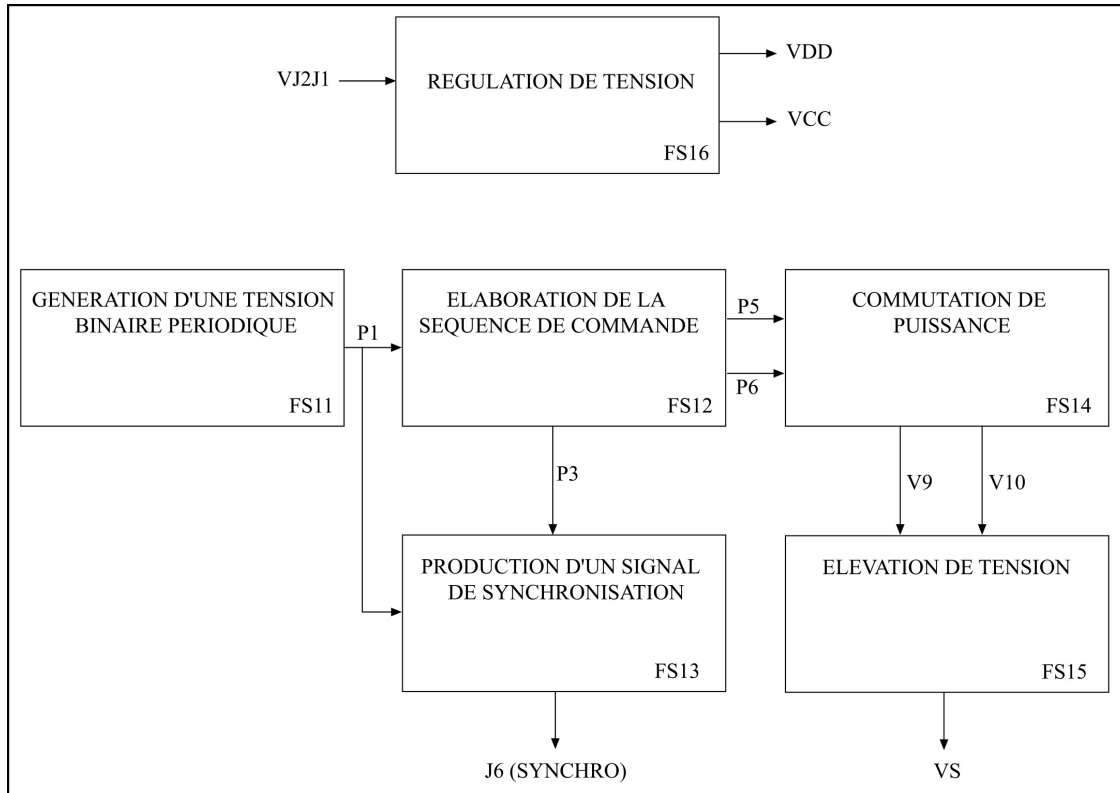 VJ2J1
REGULATION DE TENSION
VDD
VCC
FS16
GENERATION D'UNE TENSION
BINAIRE PERIODIQUE
FS11
P1
ELABORATION DE LA
SEQUENCE DE COMMANDE
FS12
P5
P6
COMMUTATION DE
PUISSANCE
FS14
P3
V9
V10
PRODUCTION D'UN SIGNAL
DE SYNCHRONISATION
FS13
ELEVATION DE TENSION
FS15
J6 (SYNCHRO)
VS